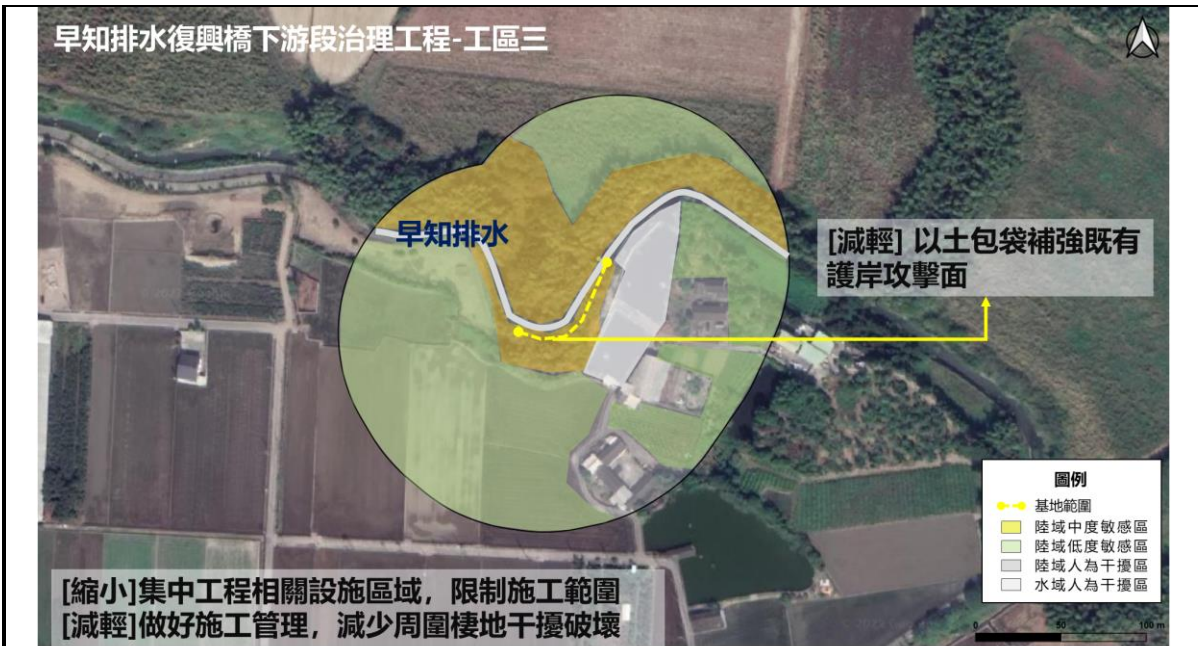 早知排水復興橋下游段治理工程-工區三
早知排水
[減輕] 以土包袋補強既有
護岸攻擊面
圖例
基地範圍
陸域中度敏感區
陸域低度敏感區
陸域人為干擾區
水域人為干擾區
[縮小]集中工程相關設施區域，限制施工範圍
[減輕]做好施工管理，減少周圍棲地干擾破壞
0 50 100 m